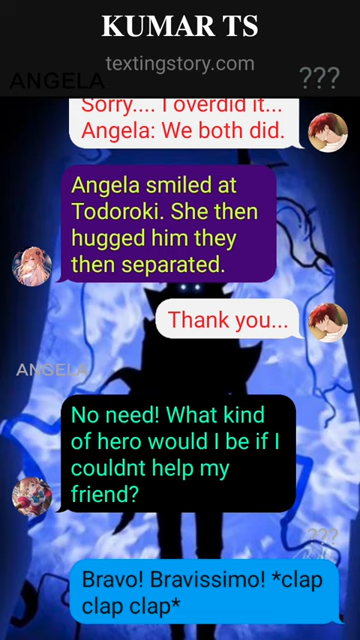 KUMAR TS
textingstory.com
ANGELA
???
Sorry.... I overdid it...
Angela: We both did.
Angela smiled at
Todoroki. She then
hugged him they
then separated.
Thank you...
ANGELA
No need! What kind
of hero would I be if I
couldnt help my
friend?
???
Bravo! Bravissimo! *clap
clap clap*